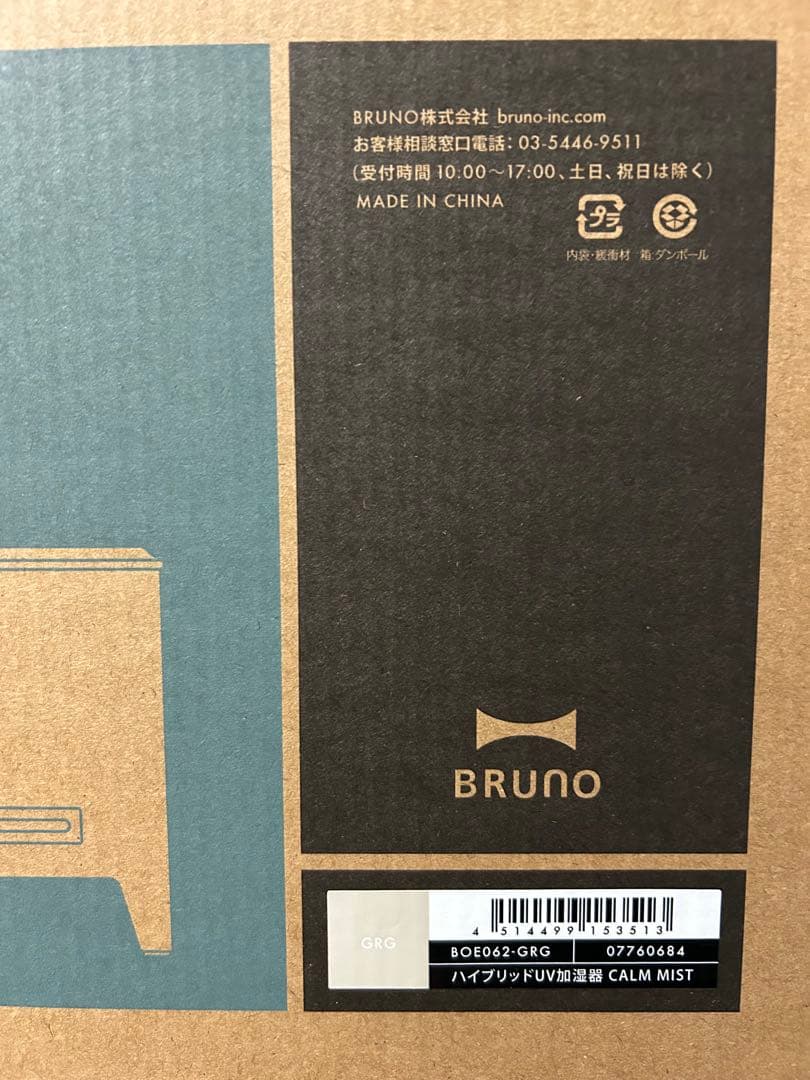 BRUNO株式会社 bruno-inc.com
お客様相談窓口電話：03-5446-9511
（受付時間 10:00～17:00、土日、祝日は除く）
MADE IN CHINA
プラ
内袋・緩衝材 箱:ダンボール
BRUNO
GRG
4 514499 153513
BOE062-GRG 07760684
ハイブリッドUV加湿器 CALM MIST